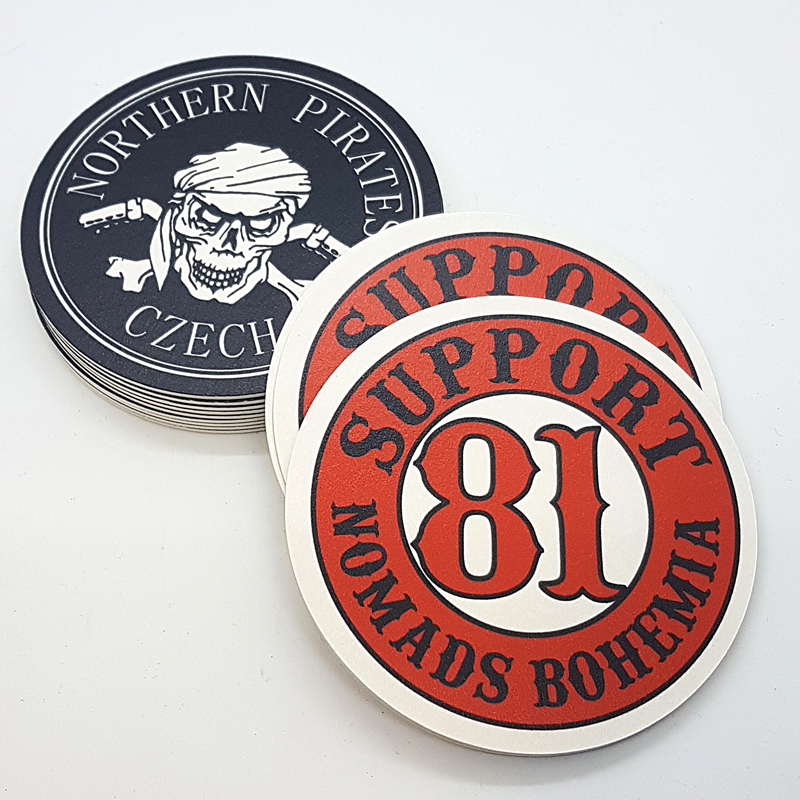 NORTHERN PIRATES
CZECH
SUPPORT
SUPPORT
81
NOMADS BOHEMIA